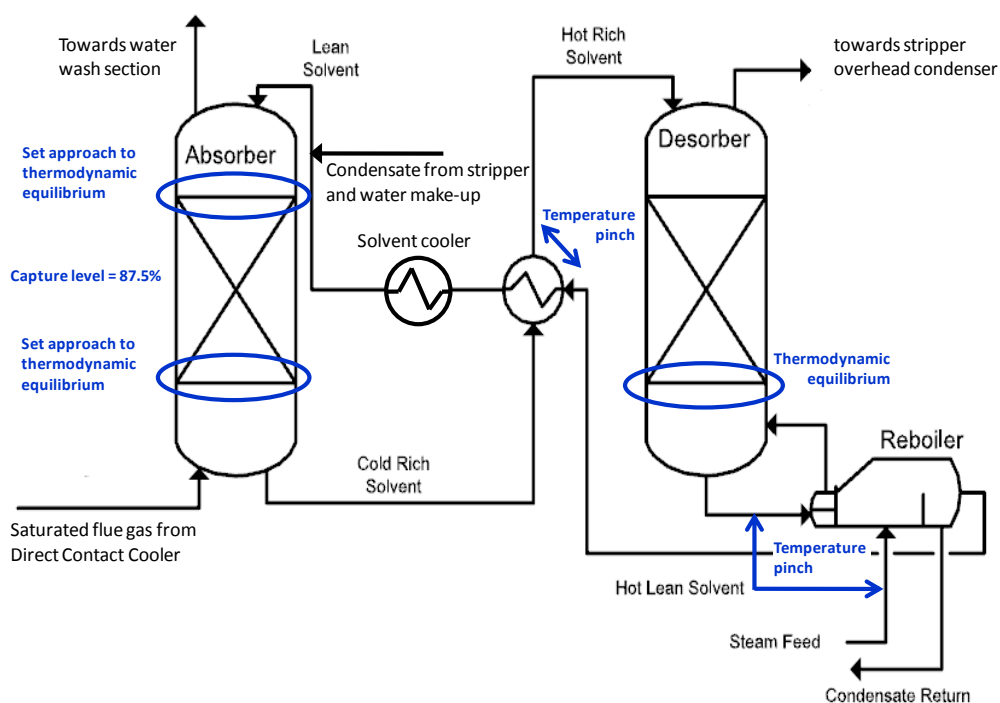 Towards water
wash section
Lean
Solvent
Hot Rich
Solvent
towards stripper
overhead condenser
Set approach to
thermodynamic
equilibrium
Absorber
Condensate from stripper
and water make-up
Desorber
Temperature
pinch
Solvent cooler
Capture level = 87.5%
Set approach to
thermodynamic
equilibrium
Thermodynamic
equilibrium
Reboiler
Cold Rich
Solvent
Saturated flue gas from
Direct Contact Cooler
Temperature
pinch
Hot Lean Solvent
Steam Feed
Condensate Return